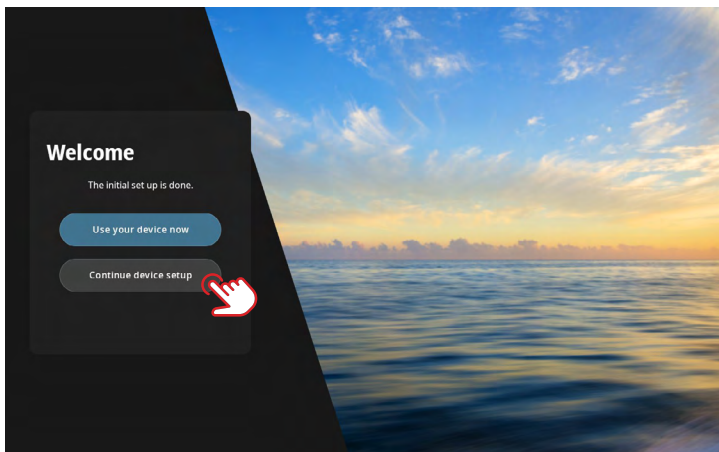 Welcome
The initial set up is done.
Use your device now
Continue device setup